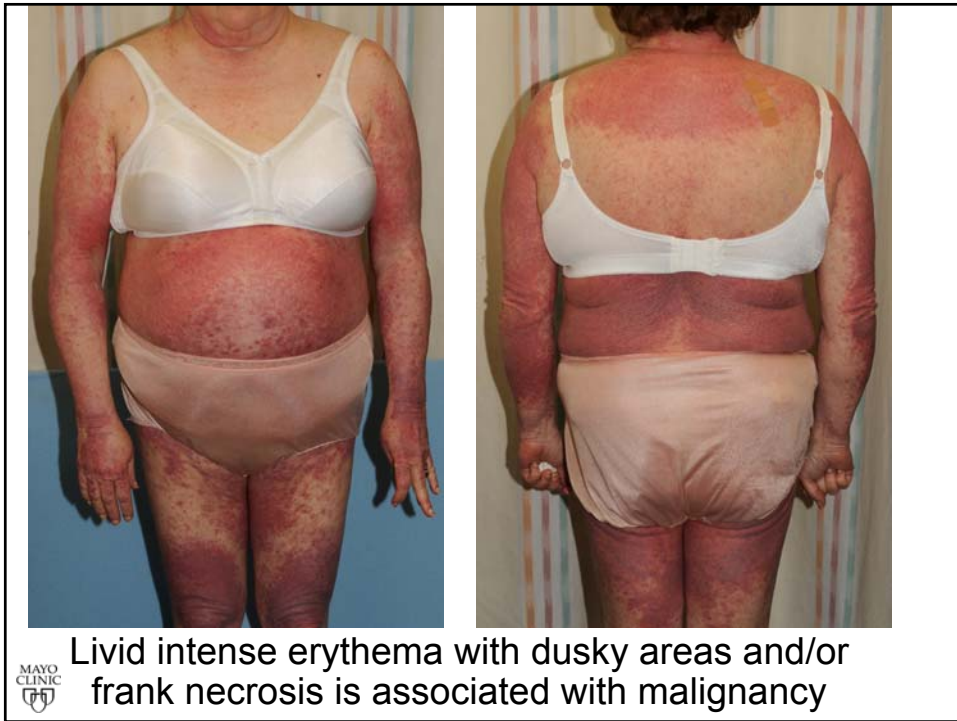 Livid intense erythema with dusky areas and/or
frank necrosis is associated with malignancy
MAYO
CLINIC